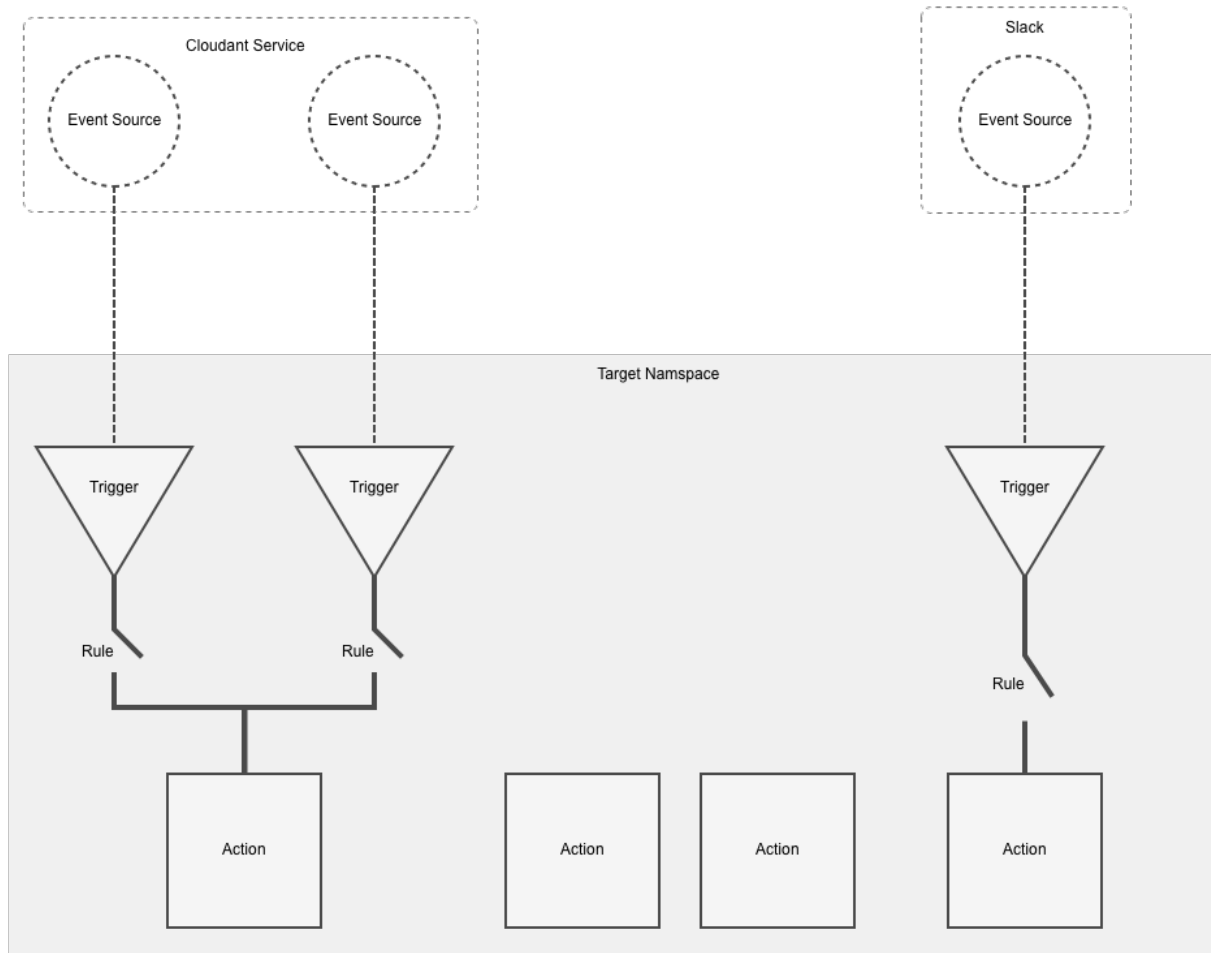 Cloudant Service
Slack
Event Source
Event Source
Event Source
Target Namspace
Trigger
Trigger
Trigger
Rule
Rule
Rule
Action
Action
Action
Action